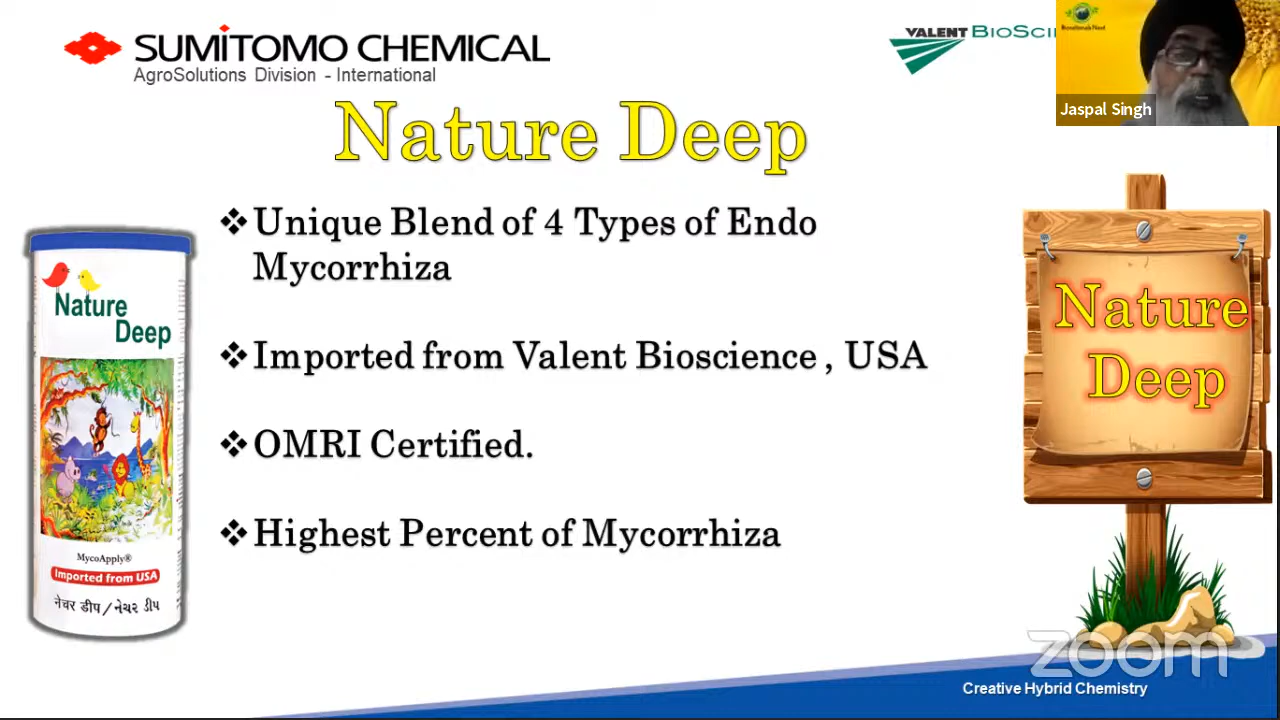 SUMITOMO CHEMICAL
AgroSolutions Division - International
VALENT
Jaspal Singh
Nature Deep
❖Unique Blend of 4 Types of Endo
Mycorrhiza
❖Imported from Valent Bioscience , USA
❖OMRI Certified.
❖Highest Percent of Mycorrhiza
Nature
Deep
MycoApply®
Imported from USA
नेचर डीप / નેચર ડીપ
Nature
Deep
zoom
Creative Hybrid Chemistry